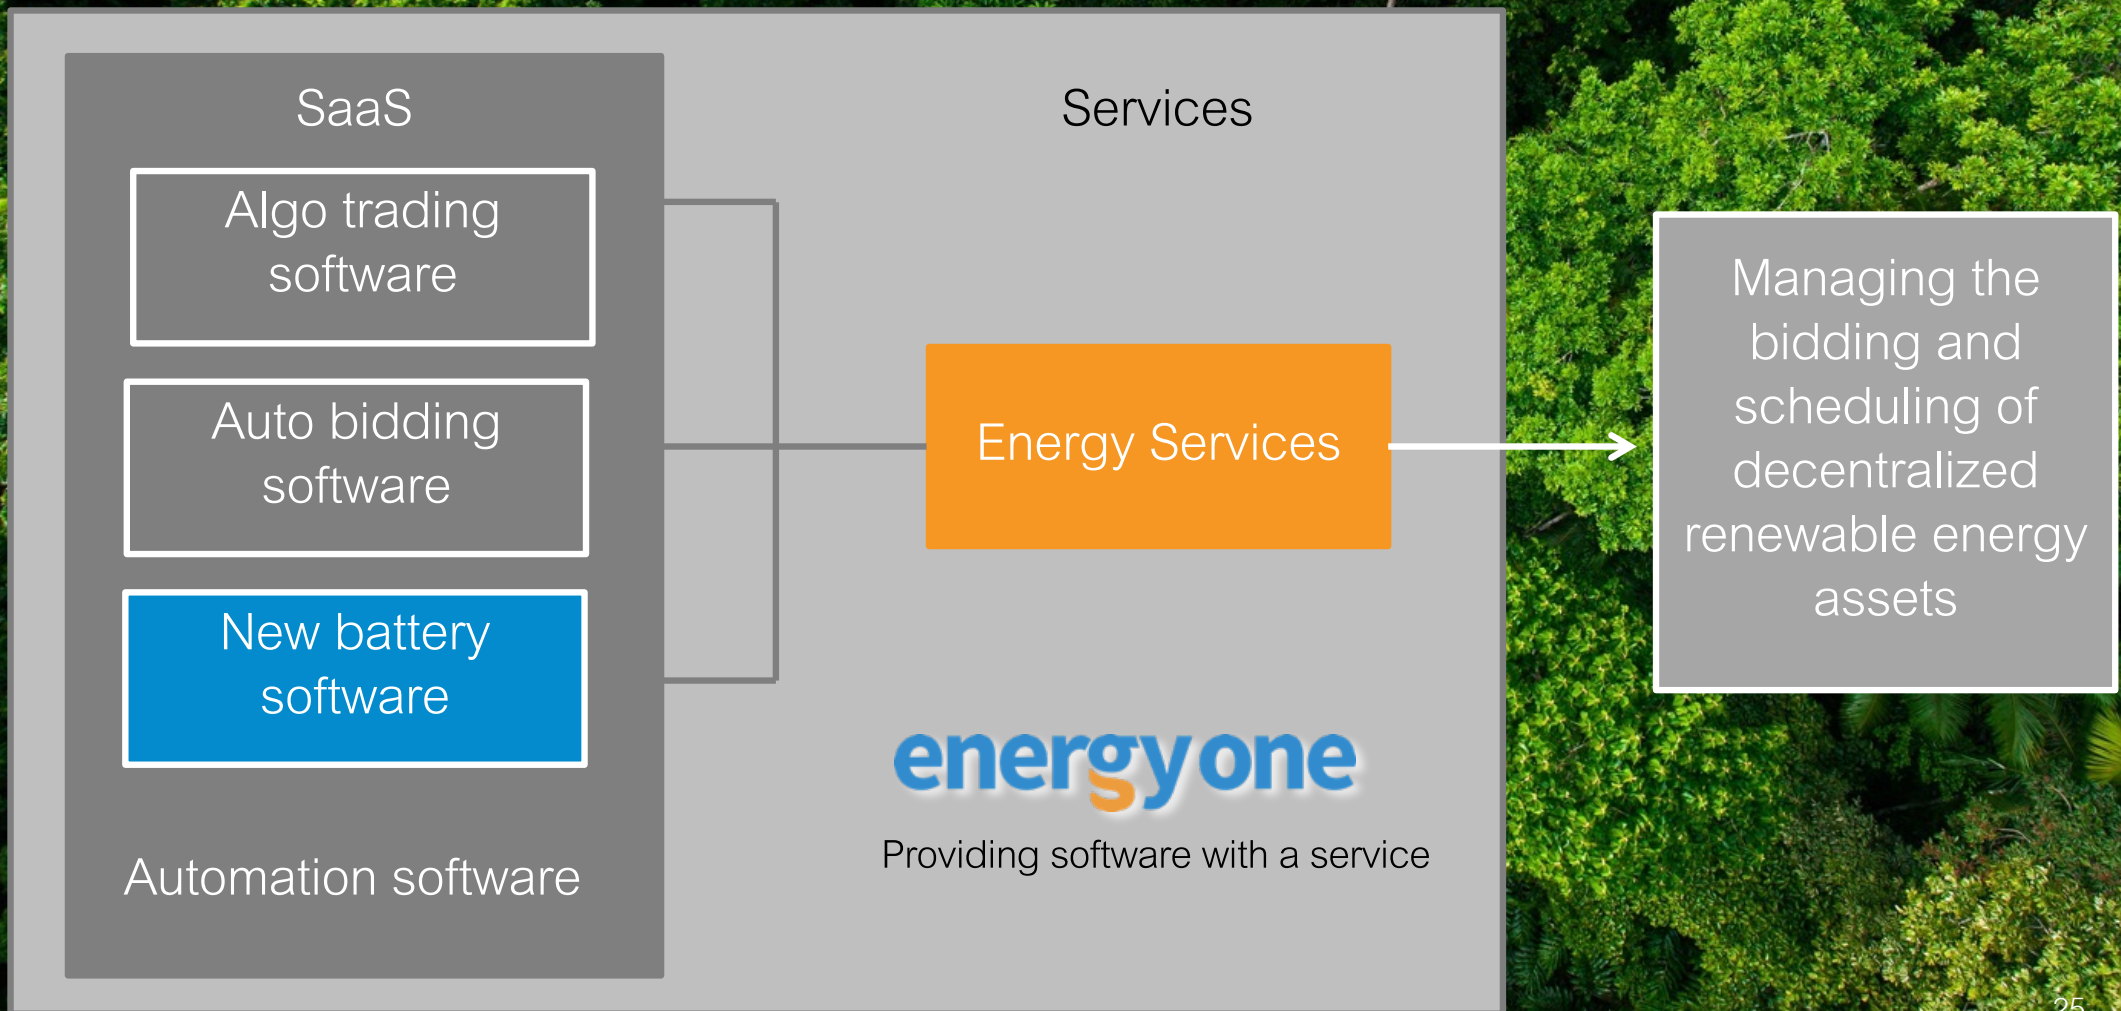 SaaS
Algo trading
software
Auto bidding
software
New battery
software
Automation software
Services
Energy Services
energyone
Providing software with a service
Managing the
bidding and
scheduling of
decentralized
renewable energy
assets
25